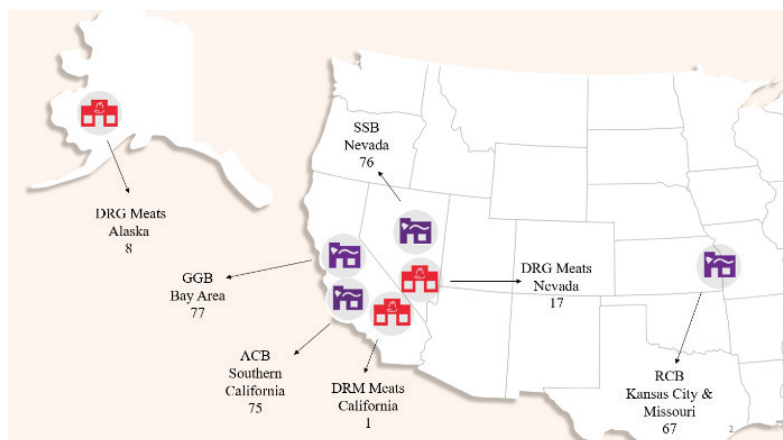 SSB
Nevada
76
DRG Meats
Alaska
8
GGB
Bay Area
77
DRG Meats
Nevada
17
ACB
Southern
California
75
DRM Meats
California
1
RCB
Kansas City &
Missouri
67
2